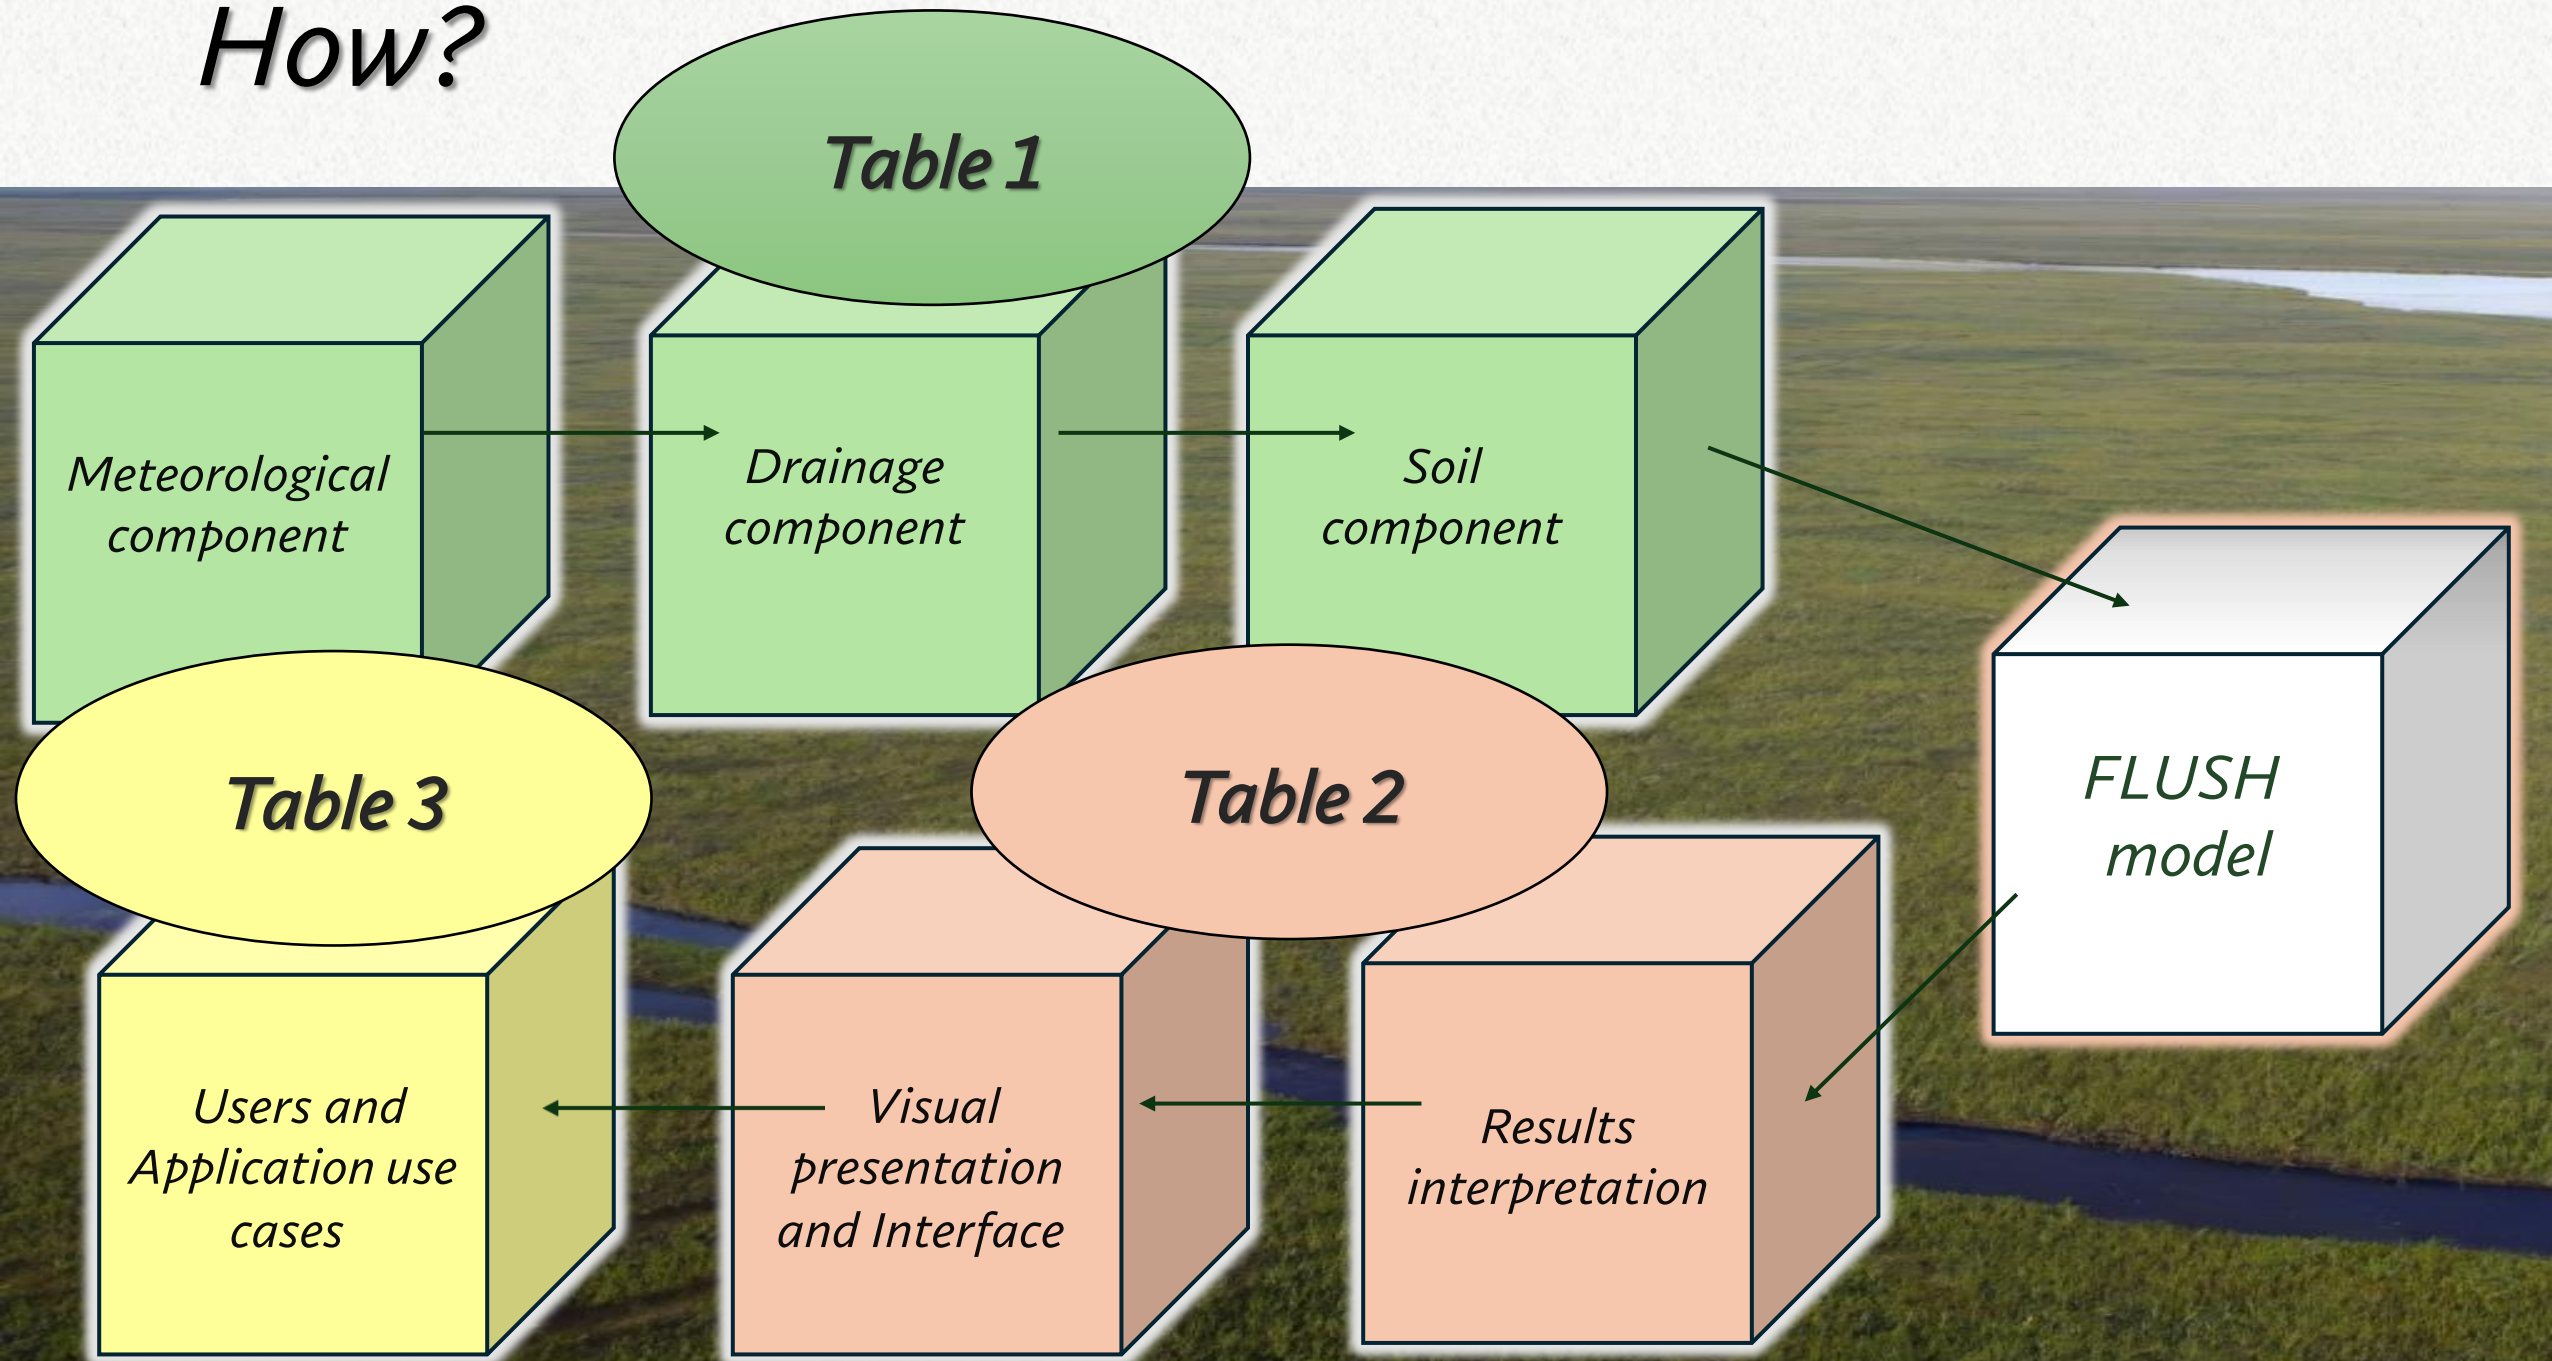 How?
Table 1
Meteorological
component
Drainage
component
Soil
component
FLUSH
model
Table 3
Table 2
Users and
Application use
cases
Visual
presentation
and Interface
Results
interpretation